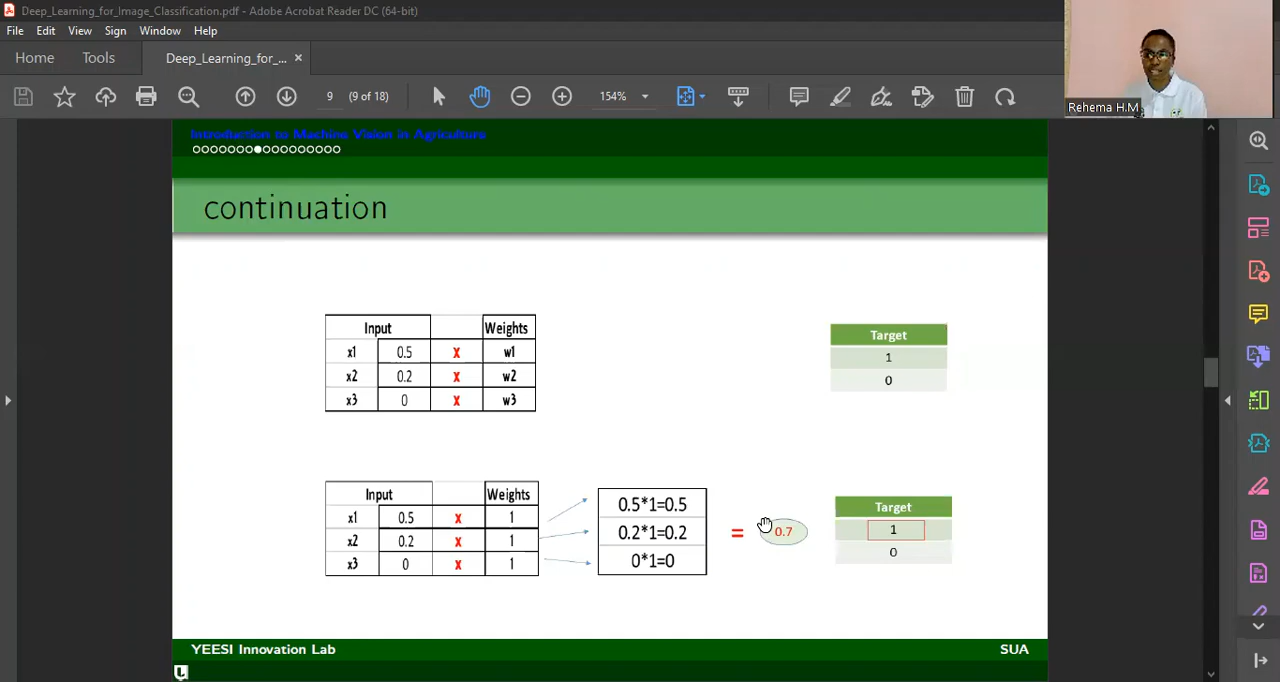 Deep_Learning_for_Image_Classification.pdf - Adobe Acrobat Reader DC (64-bit)
File Edit View Sign Window Help
Home Tools Deep_Learning_for_... ×
9 (9 of 18) 154%
Rehema H.M
Introduction to Machine Vision in Agriculture
continuation
Input Weights
x1 0.5 x w1
x2 0.2 x w2
x3 0 x w3
Target
1
0
Input Weights
x1 0.5 x 1
x2 0.2 x 1
x3 0 x 1
0.5*1=0.5
0.2*1=0.2
0*1=0
= 0.7
Target
1
0
YEESI Innovation Lab SUA